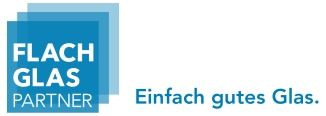 FLACH
GLAS
PARTNER
Einfach gutes Glas.